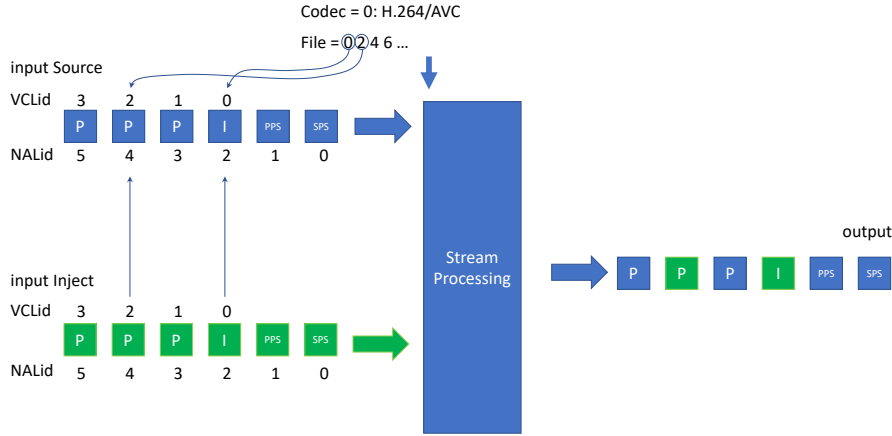 Codec = 0: H.264/AVC
File = 0 2 4 6 ...
input Source
VCLid 3 2 1 0
P P P I PPS SPS
NALid 5 4 3 2 1 0
Stream
Processing
output
P P P I PPS SPS
input Inject
VCLid 3 2 1 0
P P P I PPS SPS
NALid 5 4 3 2 1 0